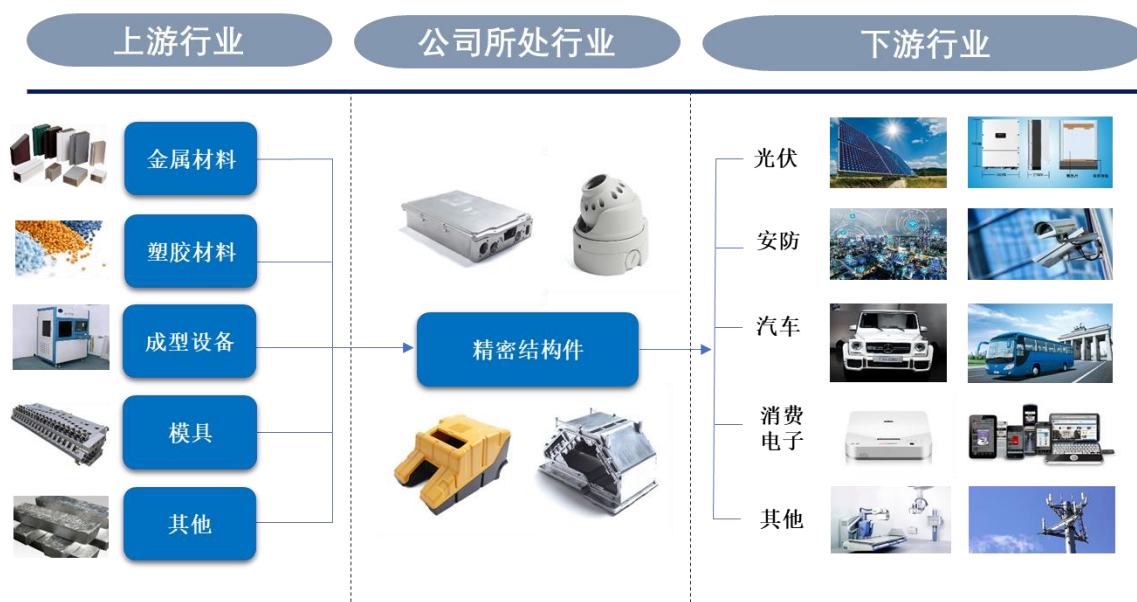 上游行业
公司所处行业
下游行业
金属材料
塑胶材料
成型设备
模具
其他
精密结构件
光伏
安防
汽车
消费
电子
其他